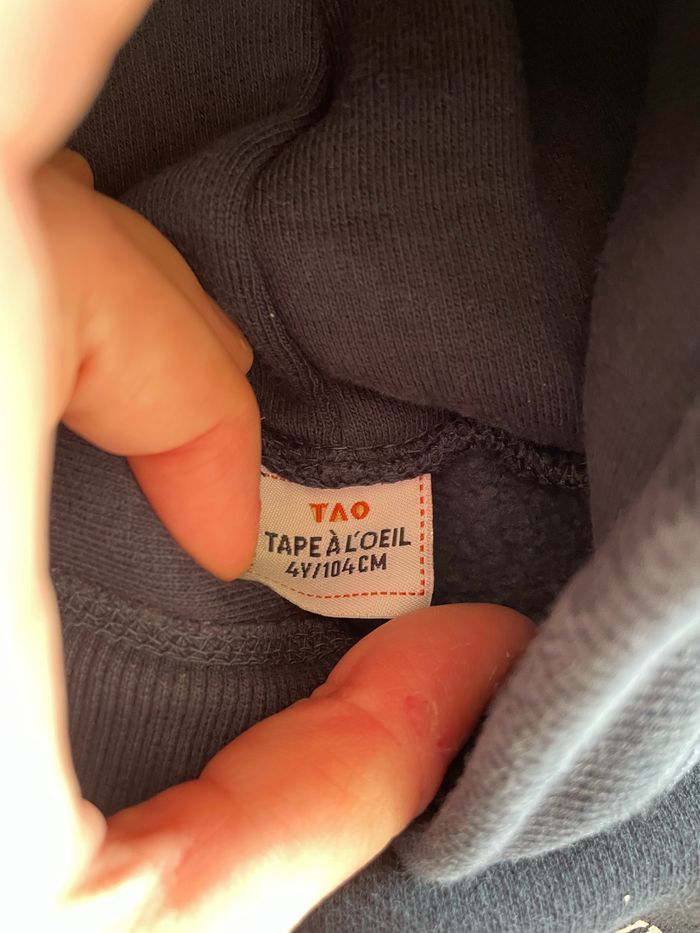 TAO
TAPE À L'OEIL
4Y/104CM